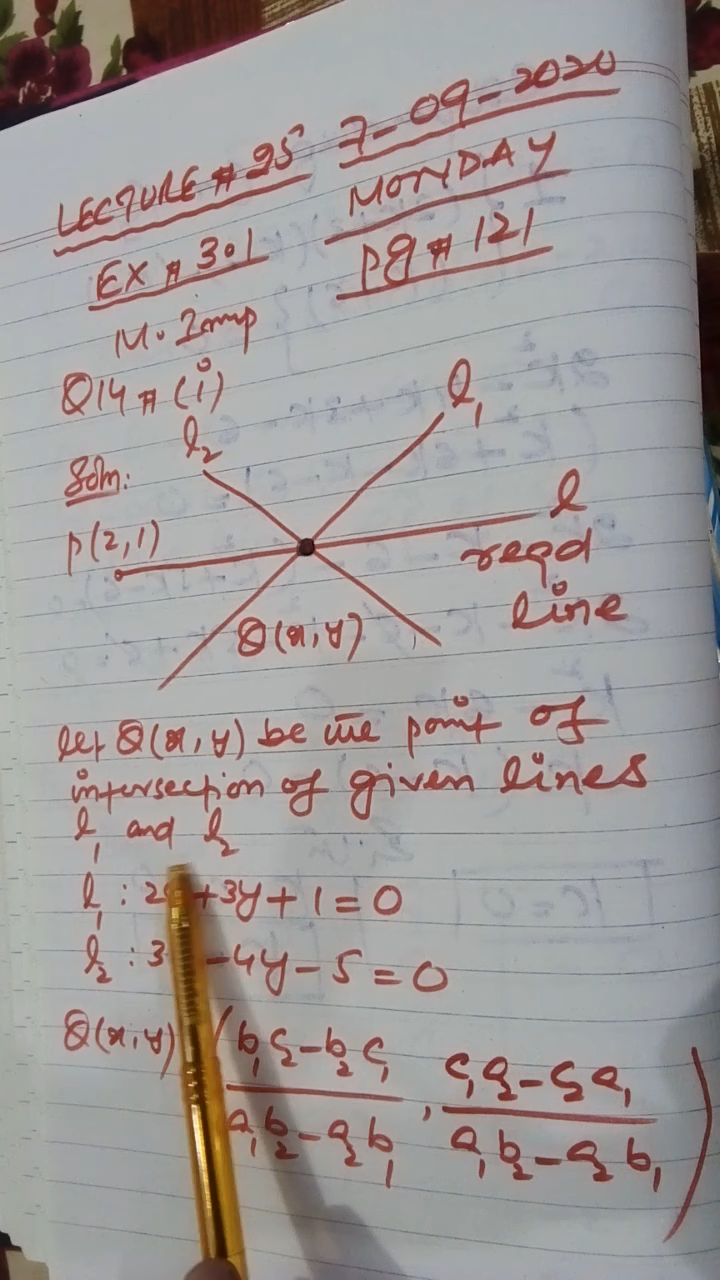 LECTURE # 25 7-09-2020
MONDAY
EX # 3.1 Pg # 121
M. Imp
Q14 # (i)
l₂ l₁
Soln:
P(2,1) l
reqd
line
Q(x,y)
let Q(x,y) be the point of
intersection of given lines
l₁ and l₂
l₁ : 2 +3y+1=0
l₂ : 3 -4y-5=0
Q(x,y) (b₁c₂-b₂c₁ / a₁b₂-a₂b₁ , c₁a₂-c₂a₁ / a₁b₂-a₂b₁)